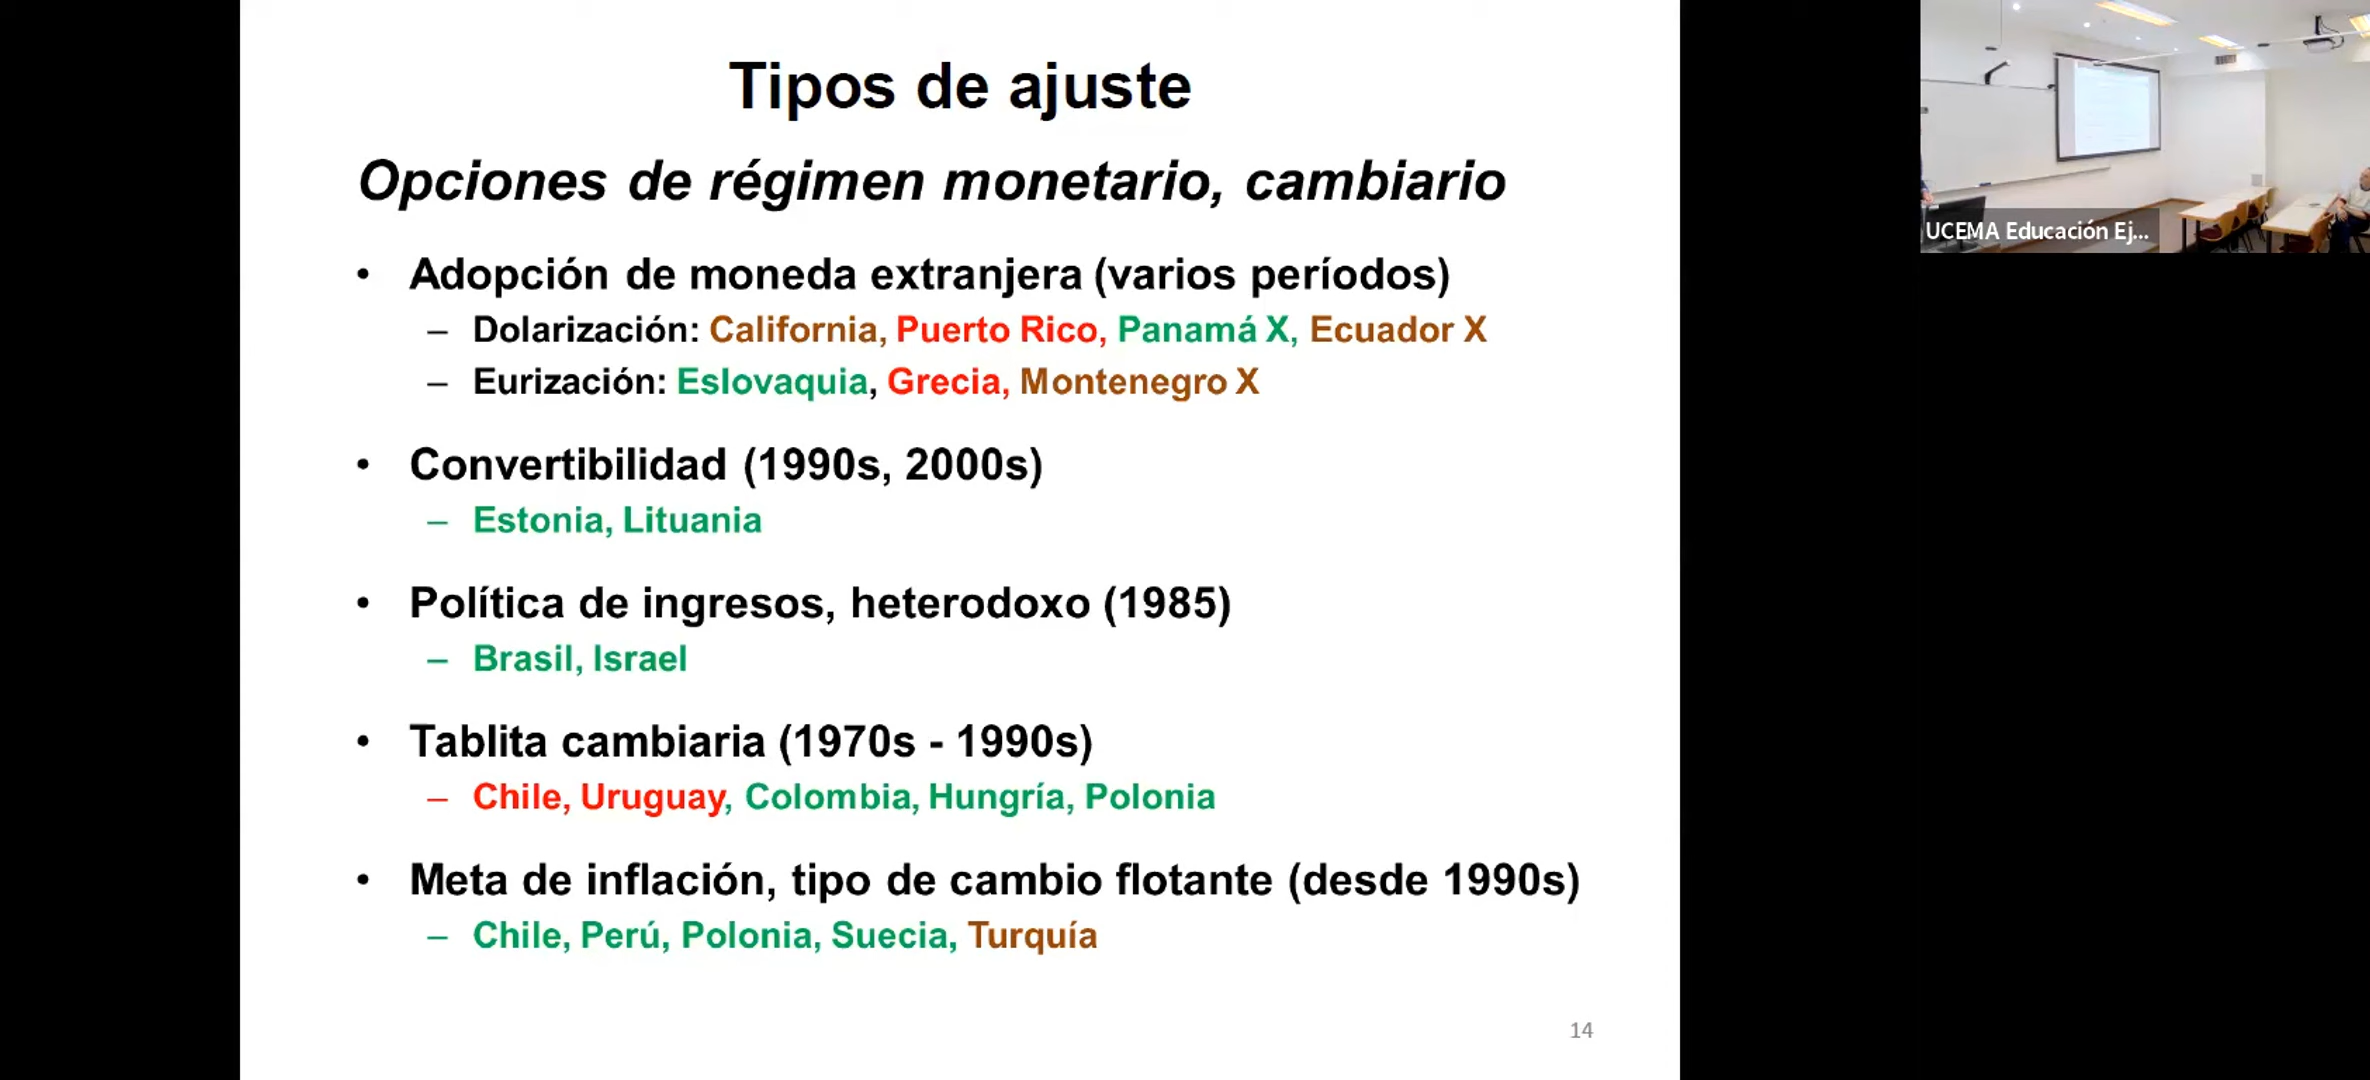 Tipos de ajuste
Opciones de régimen monetario, cambiario
• Adopción de moneda extranjera (varios períodos)
– Dolarización: California, Puerto Rico, Panamá X, Ecuador X
– Eurización: Eslovaquia, Grecia, Montenegro X
• Convertibilidad (1990s, 2000s)
– Estonia, Lituania
• Política de ingresos, heterodoxo (1985)
– Brasil, Israel
• Tablita cambiaria (1970s - 1990s)
– Chile, Uruguay, Colombia, Hungría, Polonia
• Meta de inflación, tipo de cambio flotante (desde 1990s)
– Chile, Perú, Polonia, Suecia, Turquía
14
UCEMA Educación Ej...